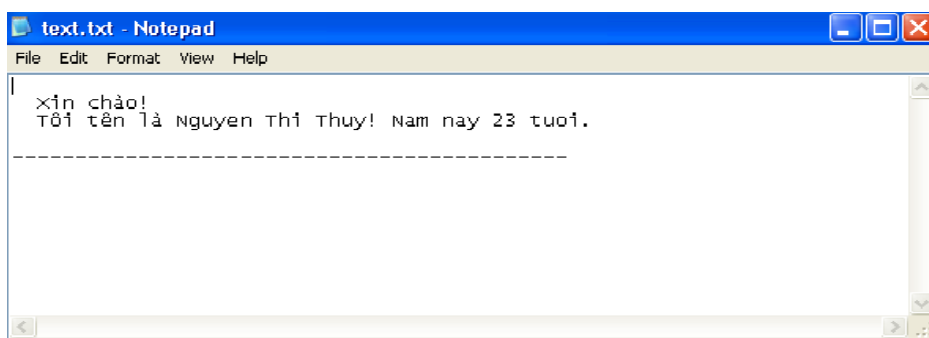 text.txt - Notepad
File Edit Format View Help
Xin chào!
Tôi tên là Nguyen Thi Thuy! Nam nay 23 tuoi.
--------------------------------------------